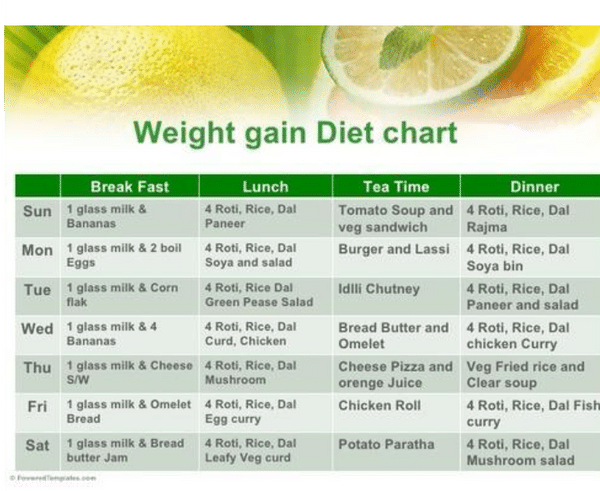 Weight gain Diet chart
Break Fast Lunch Tea Time Dinner
Sun 1 glass milk & 4 Roti, Rice, Dal Tomato Soup and 4 Roti, Rice, Dal
Bananas Paneer veg sandwich Rajma
Mon 1 glass milk & 2 boil 4 Roti, Rice, Dal Burger and Lassi 4 Roti, Rice, Dal
Eggs Soya and salad Soya bin
Tue 1 glass milk & Corn 4 Roti, Rice Dal Idlli Chutney 4 Roti, Rice, Dal
flak Green Pease Salad Paneer and salad
Wed 1 glass milk & 4 4 Roti, Rice, Dal Bread Butter and 4 Roti, Rice, Dal
Bananas Curd, Chicken Omelet chicken Curry
Thu 1 glass milk & Cheese 4 Roti, Rice, Dal Cheese Pizza and Veg Fried rice and
S/W Mushroom orenge Juice Clear soup
Fri 1 glass milk & Omelet 4 Roti, Rice, Dal Chicken Roll 4 Roti, Rice, Dal Fish
Bread Egg curry curry
Sat 1 glass milk & Bread 4 Roti, Rice, Dal Potato Paratha 4 Roti, Rice, Dal
butter Jam Leafy Veg curd Mushroom salad
© PoweredTemplates.com